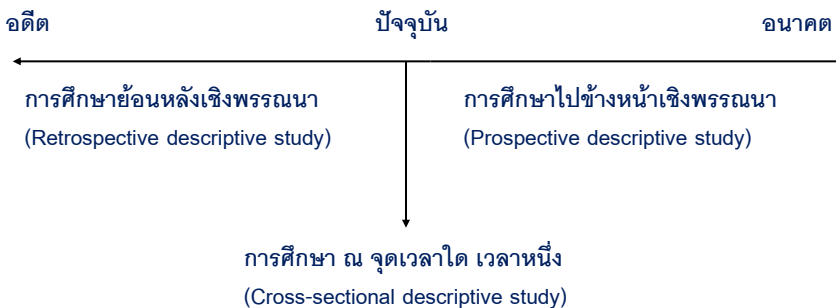 อดีต ปัจจุบัน อนาคต
การศึกษาย้อนหลังเชิงพรรณนา
(Retrospective descriptive study)
การศึกษาไปข้างหน้าเชิงพรรณนา
(Prospective descriptive study)
การศึกษา ณ จุดเวลาใด เวลาหนึ่ง
(Cross-sectional descriptive study)